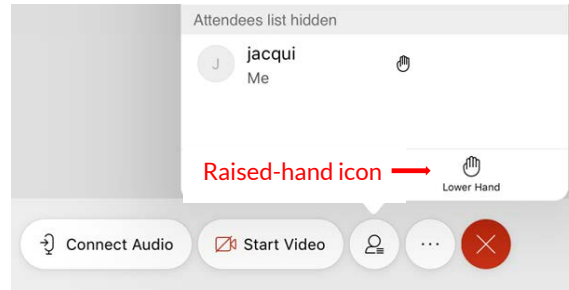 Attendees list hidden
J
jacqui
Me
Raised-hand icon
Lower Hand
Connect Audio
Start Video